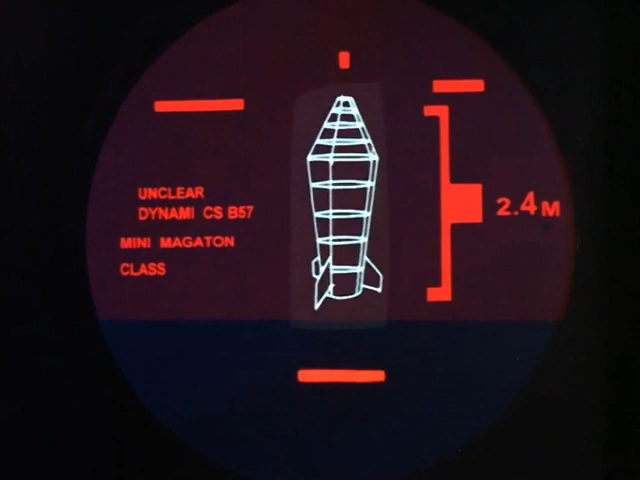 UNCLEAR
DYNAMI CS B57
MINI MAGATON
CLASS
2.4 M